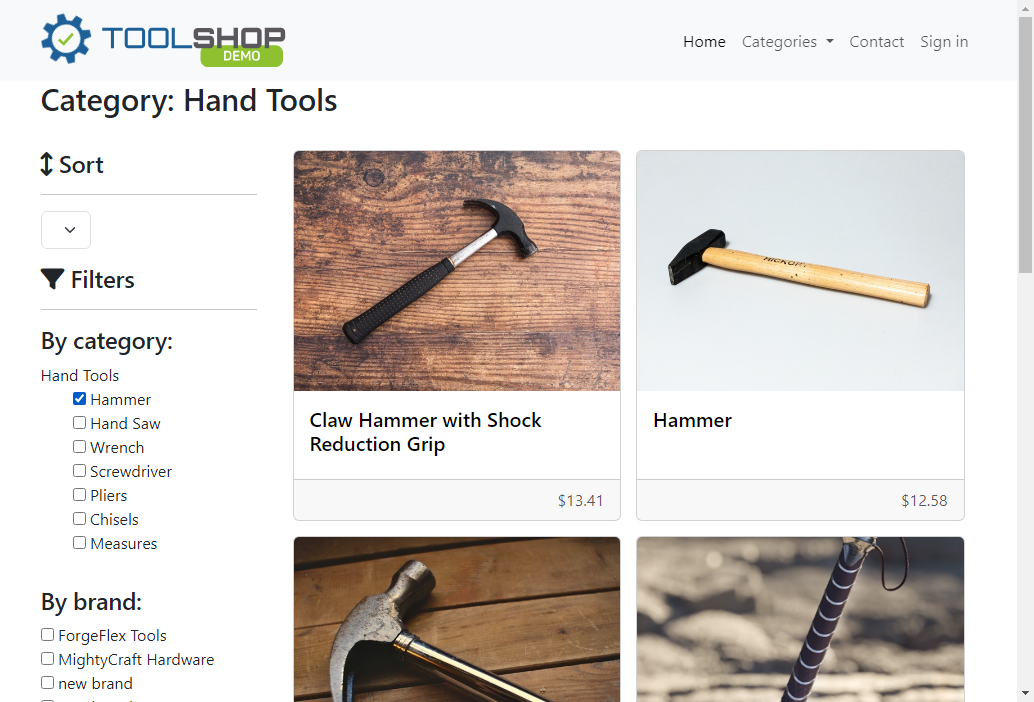 TOOLSHOP
DEMO
Home Categories Contact Sign in
Category: Hand Tools
Sort
Filters
By category:
Hand Tools
Hammer
Hand Saw
Wrench
Screwdriver
Pliers
Chisels
Measures
By brand:
ForgeFlex Tools
MightyCraft Hardware
new brand
Claw Hammer with Shock
Reduction Grip
$13.41
HICKORY
Hammer
$12.58